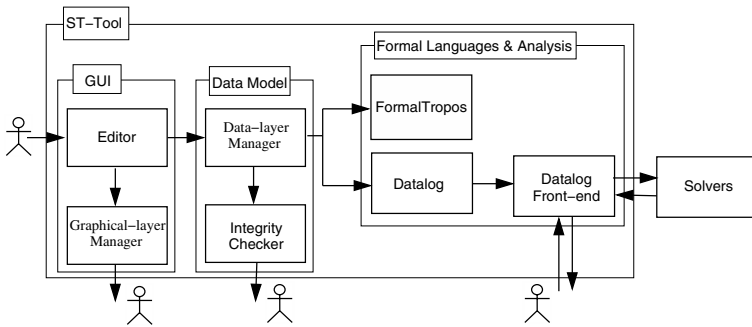 ST-Tool
Formal Languages & Analysis
GUI
Data Model
FormalTropos
Editor
Data-layer
Manager
Datalog
Datalog
Front-end
Solvers
Graphical-layer
Manager
Integrity
Checker